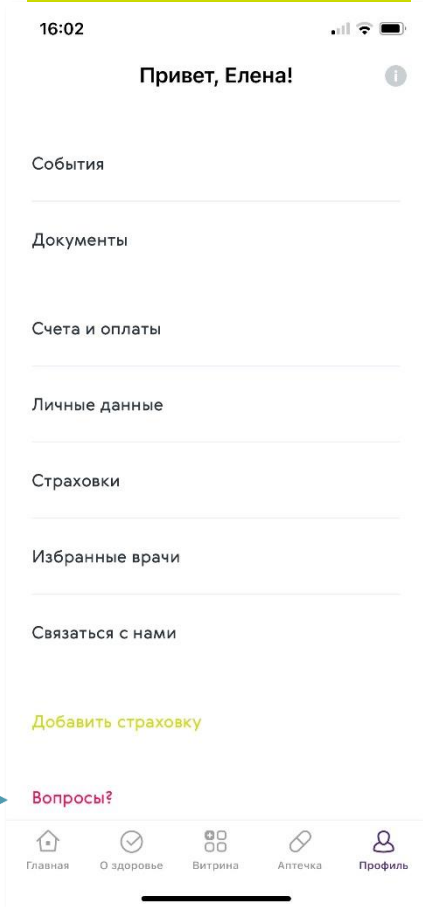 16:02
Привет, Елена!
События
Документы
Счета и оплаты
Личные данные
Страховки
Избранные врачи
Связаться с нами
Добавить страховку
Вопросы?
Главная О здоровье Витрина Аптечка Профиль